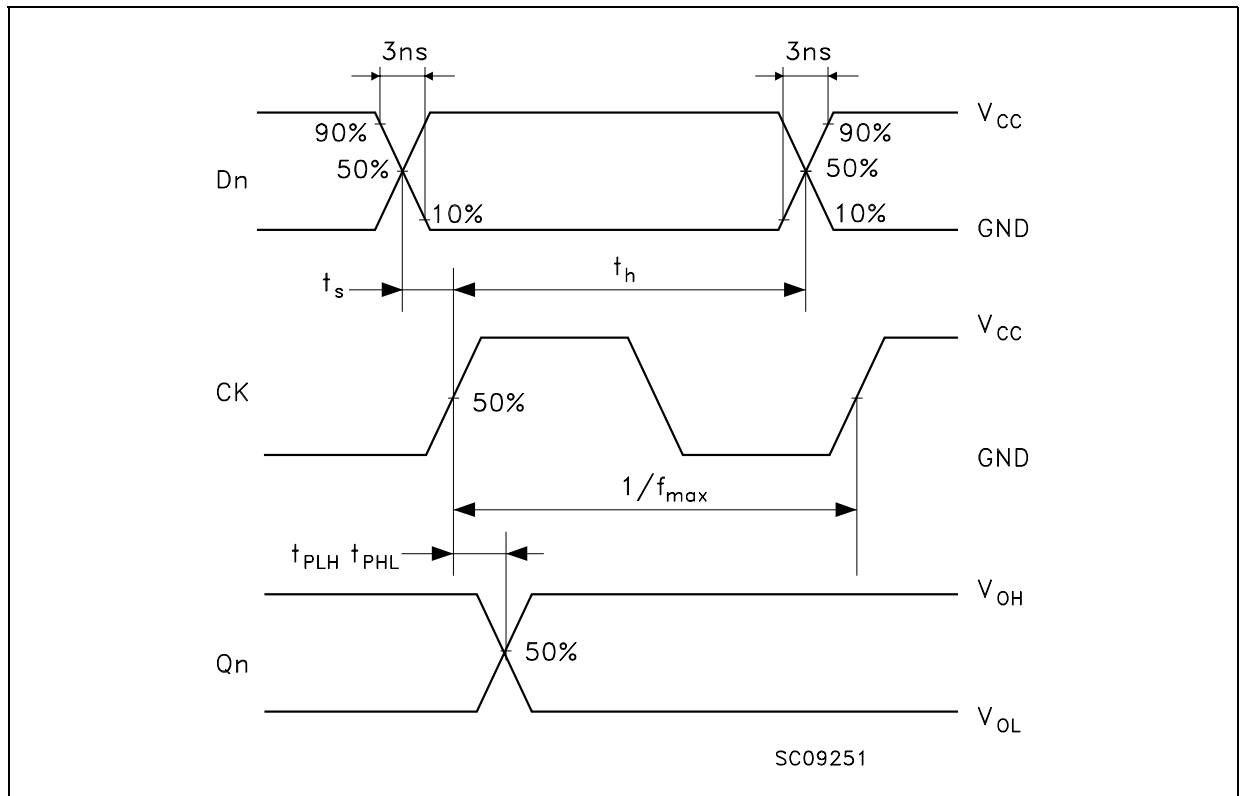 3ns 3ns
V_CC
90% 90%
50% 50%
Dn
10% 10%
GND
t_s t_h
V_CC
CK
50%
GND
1/f_max
t_PLH t_PHL
V_OH
50%
Qn
V_OL
SC09251